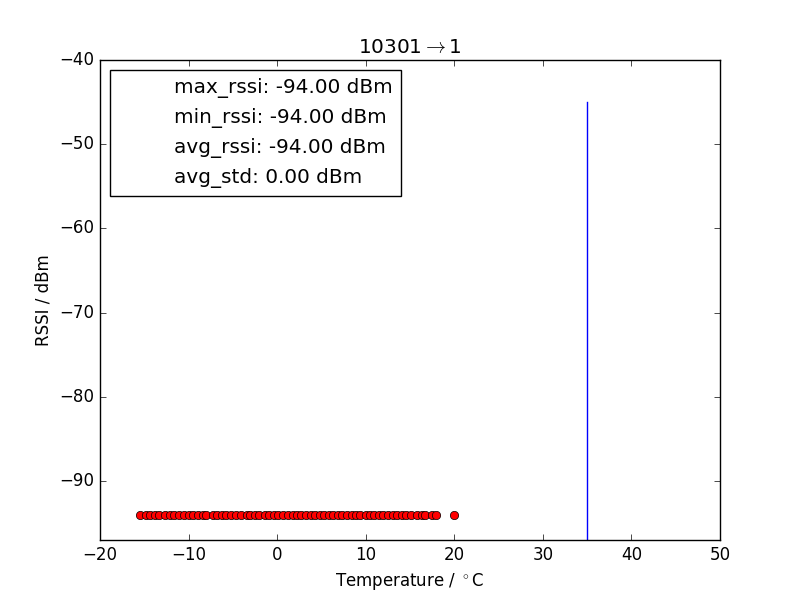 10301→1
max_rssi: -94.00 dBm
min_rssi: -94.00 dBm
avg_rssi: -94.00 dBm
avg_std: 0.00 dBm
−40
−50
−60
−70
−80
−90
RSSI / dBm
−20 −10 0 10 20 30 40 50
Temperature / °C